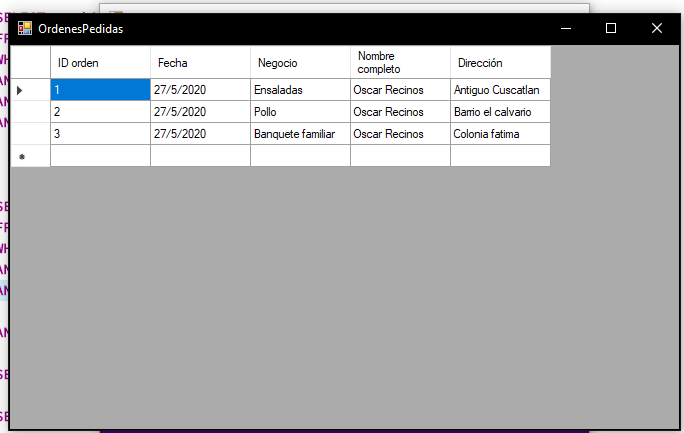 OrdenesPedidas
ID orden Fecha Negocio Nombre completo Dirección
1 27/5/2020 Ensaladas Oscar Recinos Antiguo Cuscatlan
2 27/5/2020 Pollo Oscar Recinos Barrio el calvario
3 27/5/2020 Banquete familiar Oscar Recinos Colonia fatima